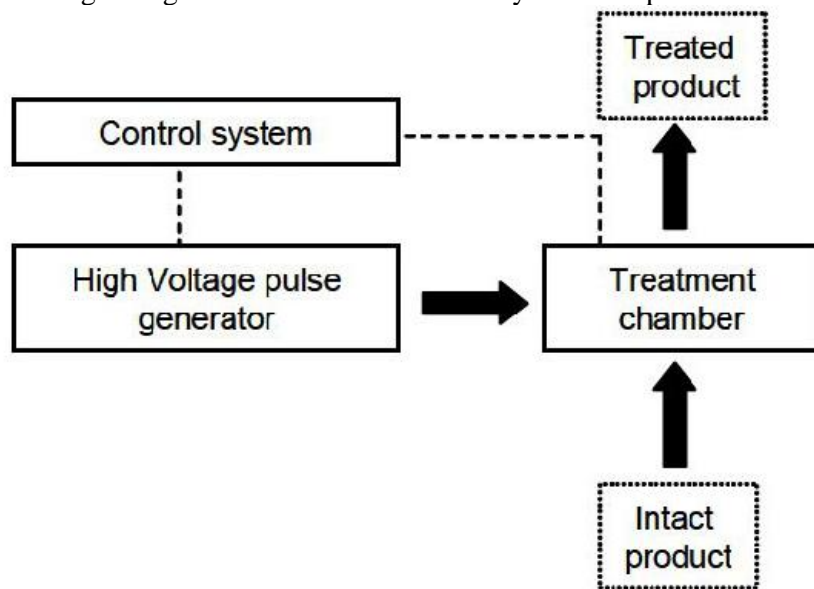 Treated
product
Control system
High Voltage pulse
generator
Treatment
chamber
Intact
product